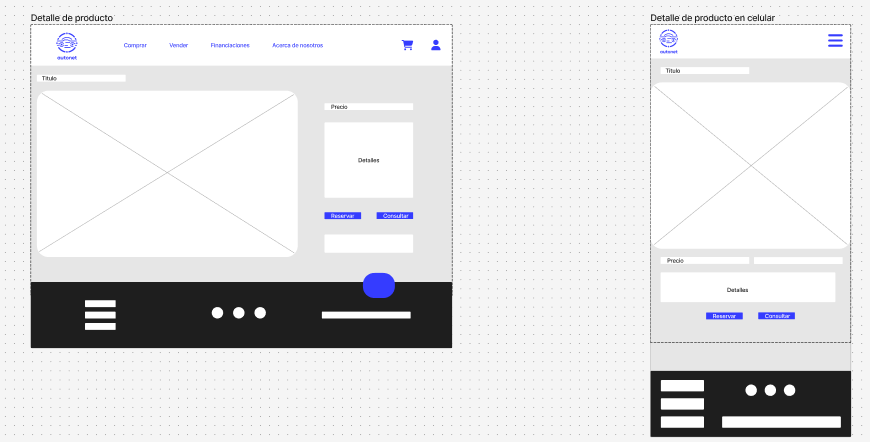 Detalle de producto
autonet
Comprar
Vender
Financiaciones
Acerca de nosotros
Titulo
Precio
Detalles
Reservar
Consultar
Detalle de producto en celular
autonet
Titulo
Precio
Detalles
Reservar
Consultar